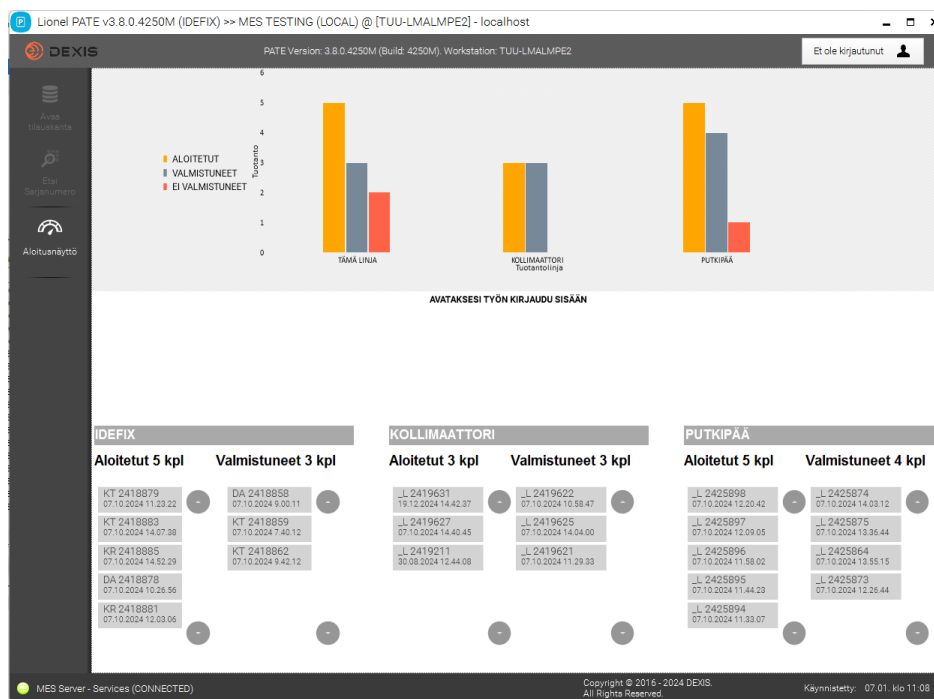 Lionel PATE v3.8.0.4250M (IDEFIX) >> MES TESTING (LOCAL) @ [TUU-LMALMPE2] - localhost
DEXIS
PATE Version: 3.8.0.4250M (Build: 4250M). Workstation: TUU-LMALMPE2
Et ole kirjautunut
Avaa
tilauskanta
Etsi
Sarjanumero
Aloitusnäyttö
ALOITETUT
VALMISTUNEET
EI VALMISTUNEET
Tuotanto
6
5
4
3
2
1
0
TÄMÄ LINJA
KOLLIMAATTORI
PUTKIPÄÄ
Tuotantolinja
AVATAKSESI TYÖN KIRJAUDU SISÄÄN
IDEFIX
Aloitetut 5 kpl
Valmistuneet 3 kpl
KT 2418879
07.10.2024 11.23.22
KT 2418883
07.10.2024 14.07.38
KR 2418885
07.10.2024 14.52.29
DA 2418878
07.10.2024 10.26.56
KR 2418881
07.10.2024 12.03.06
DA 2418858
07.10.2024 9.00.11
KT 2418859
07.10.2024 7.40.12
KT 2418862
07.10.2024 9.42.12
KOLLIMAATTORI
Aloitetut 3 kpl
Valmistuneet 3 kpl
_L 2419631
19.12.2024 14.42.37
_L 2419627
07.10.2024 14.40.45
_L 2419211
30.08.2024 12.44.08
_L 2419622
07.10.2024 10.58.47
_L 2419625
07.10.2024 14.04.00
_L 2419621
07.10.2024 11.29.33
PUTKIPÄÄ
Aloitetut 5 kpl
Valmistuneet 4 kpl
_L 2425898
07.10.2024 12.20.42
_L 2425897
07.10.2024 12.09.05
_L 2425896
07.10.2024 11.58.02
_L 2425895
07.10.2024 11.44.23
_L 2425894
07.10.2024 11.33.07
_L 2425874
07.10.2024 14.03.12
_L 2425875
07.10.2024 13.36.44
_L 2425864
07.10.2024 13.55.15
_L 2425873
07.10.2024 12.26.44
MES Server - Services (CONNECTED)
Copyright © 2016 - 2024 DEXIS.
All Rights Reserved.
Käynnistetty: 07.01. klo 11:08